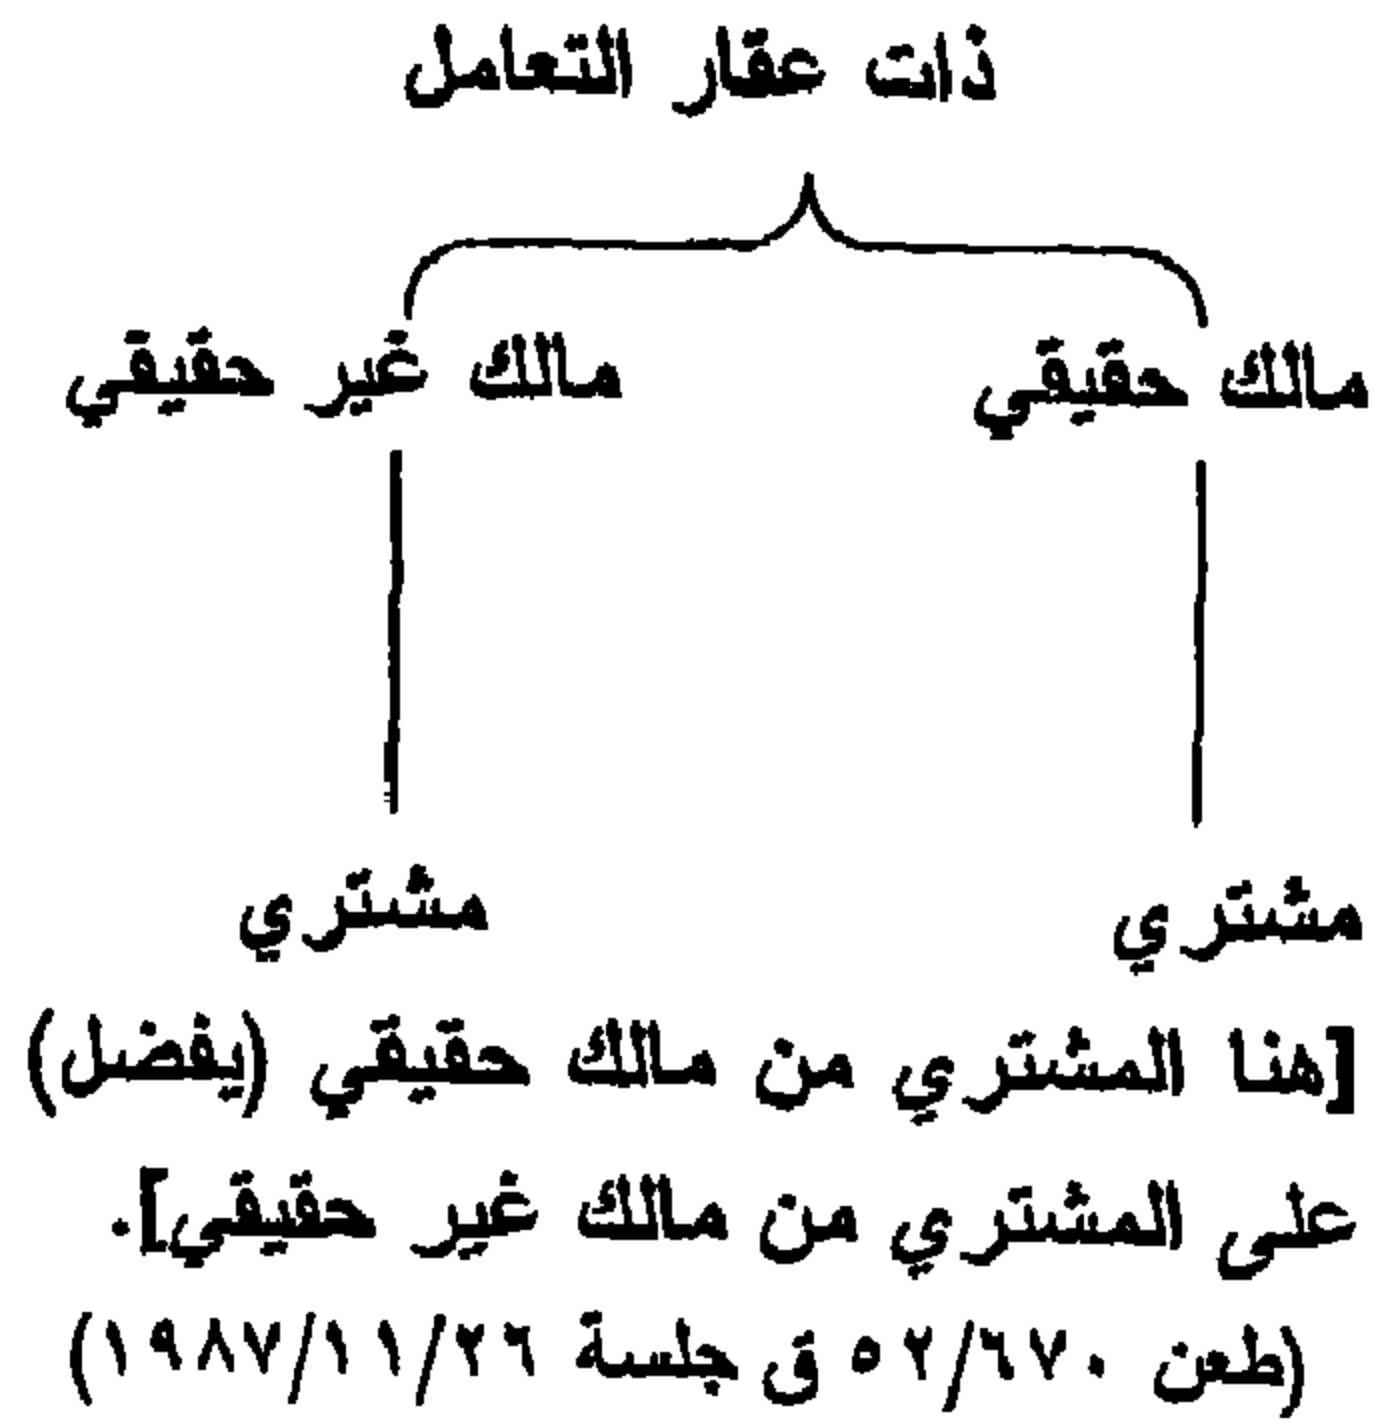 ذات عقار التعامل
مالك حقيقي
مالك غير حقيقي
مشتري
مشتري
[هنا المشتري من مالك حقيقي (يفضل)
على المشتري من مالك غير حقيقي].
(طعن ٥٢/٦٧٠ ق جلسة ١٩٨٧/١١/٢٦)